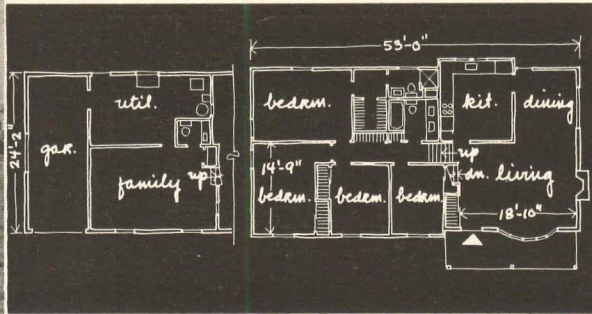 53'-0"
24'-2"
gar.
util.
family
up
bedrm.
14'-9"
bedrm.
bedrm.
bedrm.
kit.
dining
up
dn.
living
18'-10"